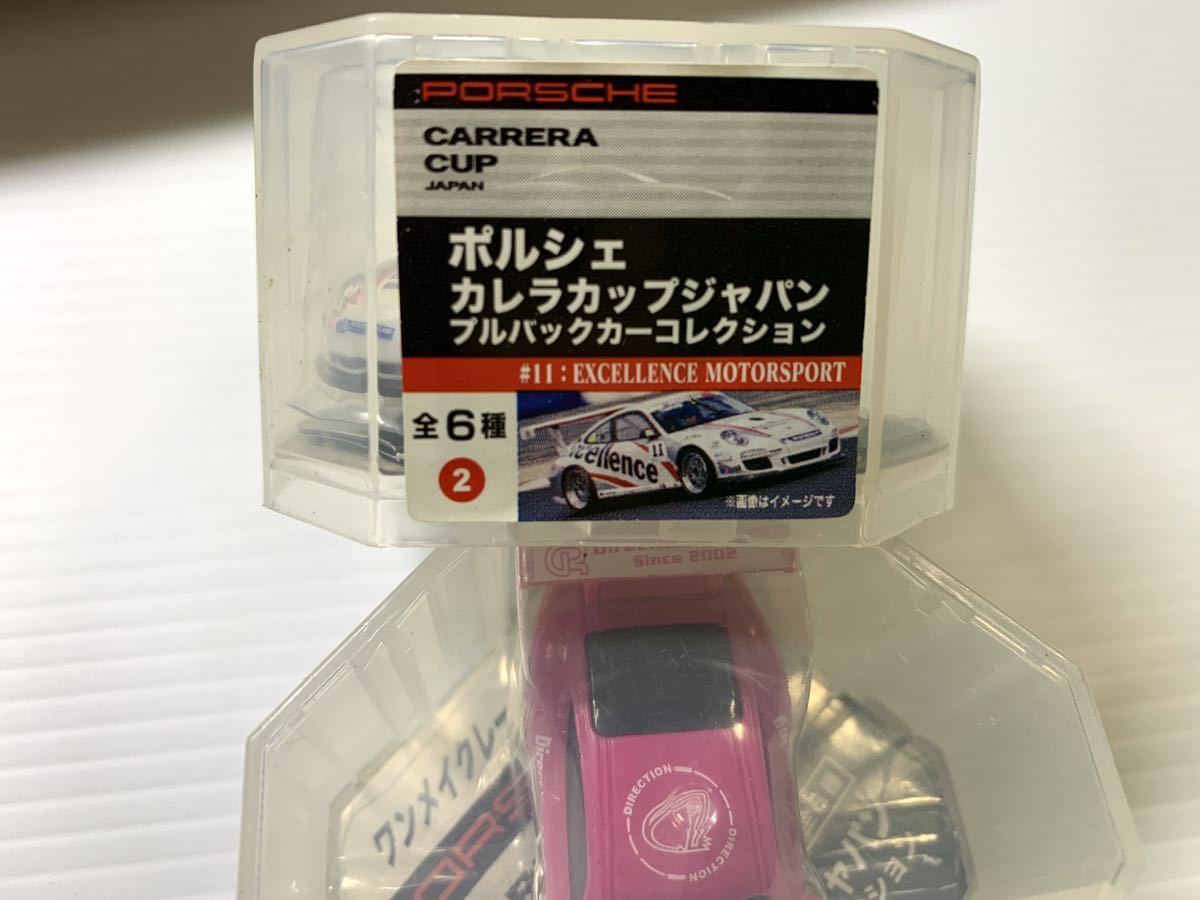 PORSCHE
CARRERA
CUP
JAPAN
ポルシェ
カレラカップジャパン
プルバックカーコレクション
#11 : EXCELLENCE MOTORSPORT
全6種
2
cellence
11
※画像はイメージです
Since 2002
DIRECTION
DIRECTION
ワンメイクレー